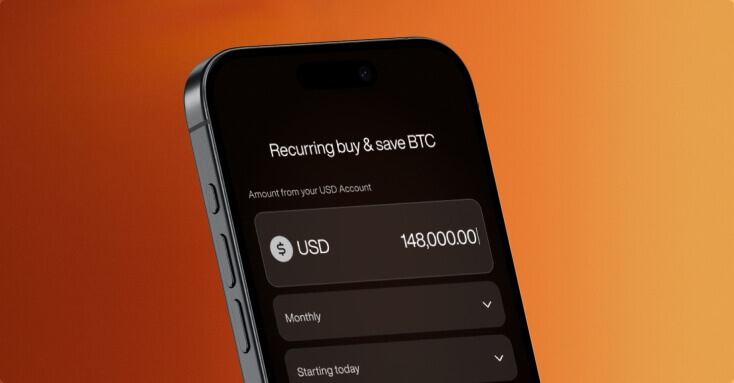 Recurring buy & save BTC
Amount from your USD Account
$ USD 148,000.00
Monthly
Starting today